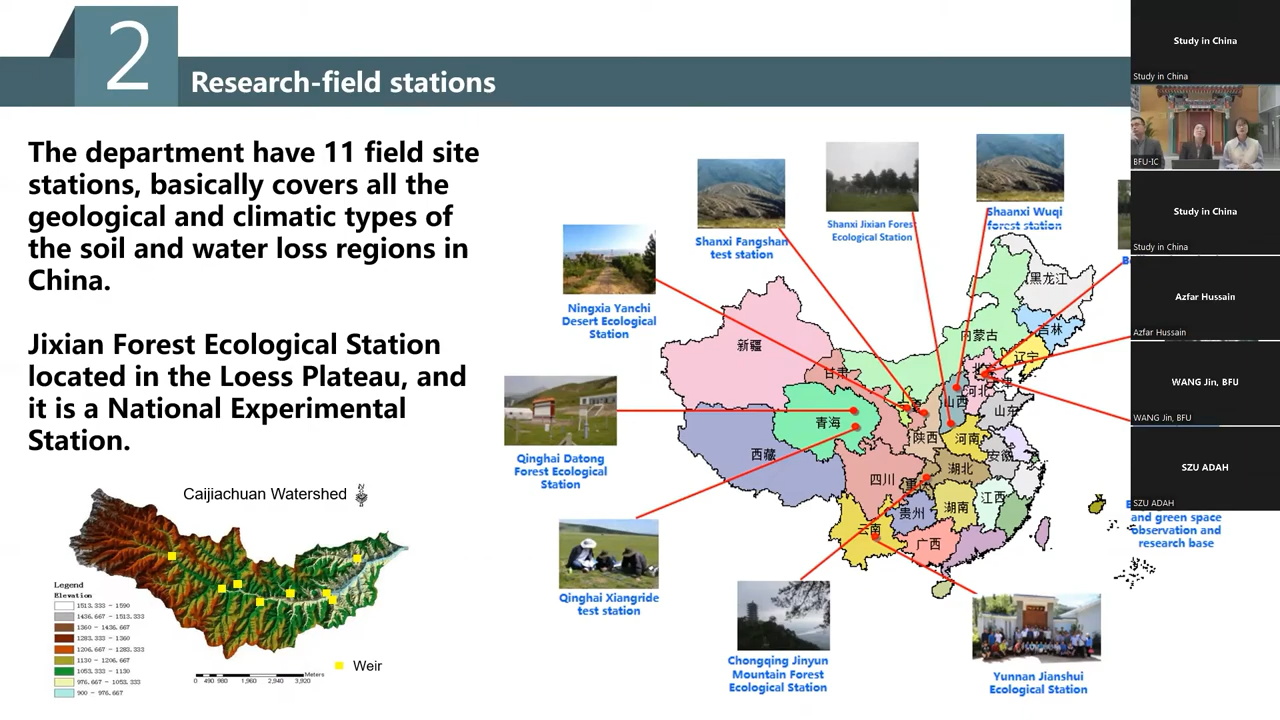 2
Research-field stations
The department have 11 field site
stations, basically covers all the
geological and climatic types of
the soil and water loss regions in
China.
Jixian Forest Ecological Station
located in the Loess Plateau, and
it is a National Experimental
Station.
Caijiachuan Watershed
Legend
Elevation
1513.333 - 1590
1436.667 - 1513.333
1360 - 1436.667
1283.333 - 1360
1206.667 - 1283.333
1130 - 1206.667
1053.333 - 1130
976.667 - 1053.333
900 - 976.667
Weir
Meters
0 490 980 1,960 2,940 3,920
Shanxi Fangshan
test station
Shanxi Jixian Forest
Ecological Station
Shaanxi Wuqi
forest station
Ningxia Yanchi
Desert Ecological
Station
Qinghai Datong
Forest Ecological
Station
Qinghai Xiangride
test station
Chongqing Jinyun
Mountain Forest
Ecological Station
Yunnan Jianshui
Ecological Station
and green space
observation and
research base
黑龙江
吉林
辽宁
内蒙古
新疆
甘肃
河北
山西
山东
青海
陕西
河南
西藏
安徽
四川
湖北
江西
湖南
贵州
云南
广西
Study in China
Study in China
BFU-IC
Study in China
Study in China
Azfar Hussain
Azfar Hussain
WANG Jin, BFU
WANG Jin, BFU
SZU ADAH
SZU ADAH